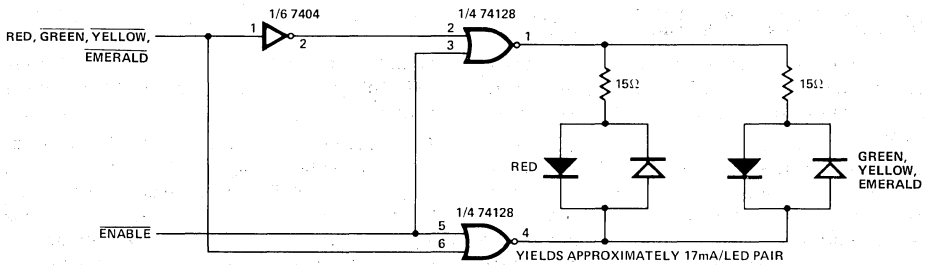 1/6 7404
1/4 74128
RED, GREEN, YELLOW,
EMERALD
1
2
2
3
1
15Ω
15Ω
RED
GREEN,
YELLOW,
EMERALD
1/4 74128
ENABLE
5
6
4
YIELDS APPROXIMATELY 17mA/LED PAIR